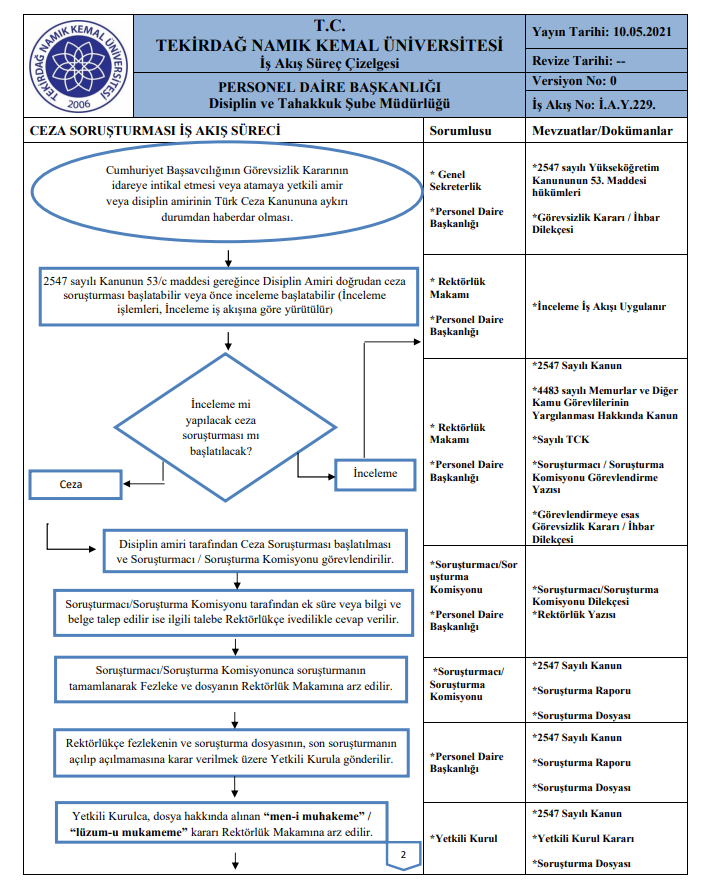 TEKİRDAĞ NAMIK KEMAL ÜNİVERSİTESİ
2006
T.C.
TEKİRDAĞ NAMIK KEMAL ÜNİVERSİTESİ
İş Akış Süreç Çizelgesi
PERSONEL DAİRE BAŞKANLIĞI
Disiplin ve Tahakkuk Şube Müdürlüğü
Yayın Tarihi: 10.05.2021
Revize Tarihi: --
Versiyon No: 0
İş Akış No: İ.A.Y.229.
CEZA SORUŞTURMASI İŞ AKIŞ SÜRECİ
Sorumlusu
Mevzuatlar/Dokümanlar
Cumhuriyet Başsavcılığının Görevsizlik Kararının
idareye intikal etmesi veya atamaya yetkili amir
veya disiplin amirinin Türk Ceza Kanununa aykırı
durumdan haberdar olması.
* Genel
Sekreterlik
*Personel Daire
Başkanlığı
*2547 sayılı Yükseköğretim
Kanununun 53. Maddesi
hükümleri
*Görevsizlik Kararı / İhbar
Dilekçesi
2547 sayılı Kanunun 53/c maddesi gereğince Disiplin Amiri doğrudan ceza
soruşturması başlatabilir veya önce inceleme başlatabilir (İnceleme
işlemleri, İnceleme iş akışına göre yürütülür)
* Rektörlük
Makamı
*Personel Daire
Başkanlığı
*İnceleme İş Akışı Uygulanır
İnceleme mi
yapılacak ceza
soruşturması mı
başlatılacak?
Ceza
İnceleme
* Rektörlük
Makamı
*Personel Daire
Başkanlığı
*2547 Sayılı Kanun
*4483 sayılı Memurlar ve Diğer
Kamu Görevlilerinin
Yargılanması Hakkında Kanun
*Sayılı TCK
*Soruşturmacı / Soruşturma
Komisyonu Görevlendirme
Yazısı
*Görevlendirmeye esas
Görevsizlik Kararı / İhbar
Dilekçesi
Disiplin amiri tarafından Ceza Soruşturması başlatılması
ve Soruşturmacı / Soruşturma Komisyonu görevlendirilir.
Soruşturmacı/Soruşturma Komisyonu tarafından ek süre veya bilgi ve
belge talep edilir ise ilgili talebe Rektörlükçe ivedilikle cevap verilir.
*Soruşturmacı/Sor
uşturma
Komisyonu
*Personel Daire
Başkanlığı
*Soruşturmacı/Soruşturma
Komisyonu Dilekçesi
*Rektörlük Yazısı
Soruşturmacı/Soruşturma Komisyonunca soruşturmanın
tamamlanarak Fezleke ve dosyanın Rektörlük Makamına arz edilir.
*Soruşturmacı/
Soruşturma
Komisyonu
*2547 Sayılı Kanun
*Soruşturma Raporu
*Soruşturma Dosyası
Rektörlükçe fezlekenin ve soruşturma dosyasının, son soruşturmanın
açılıp açılmamasına karar verilmek üzere Yetkili Kurula gönderilir.
*Personel Daire
Başkanlığı
*2547 Sayılı Kanun
*Soruşturma Raporu
*Soruşturma Dosyası
Yetkili Kurulca, dosya hakkında alınan “men-i muhakeme” /
“lüzum-u mukameme” kararı Rektörlük Makamına arz edilir.
2
*Yetkili Kurul
*2547 Sayılı Kanun
*Yetkili Kurul Kararı
*Soruşturma Dosyası